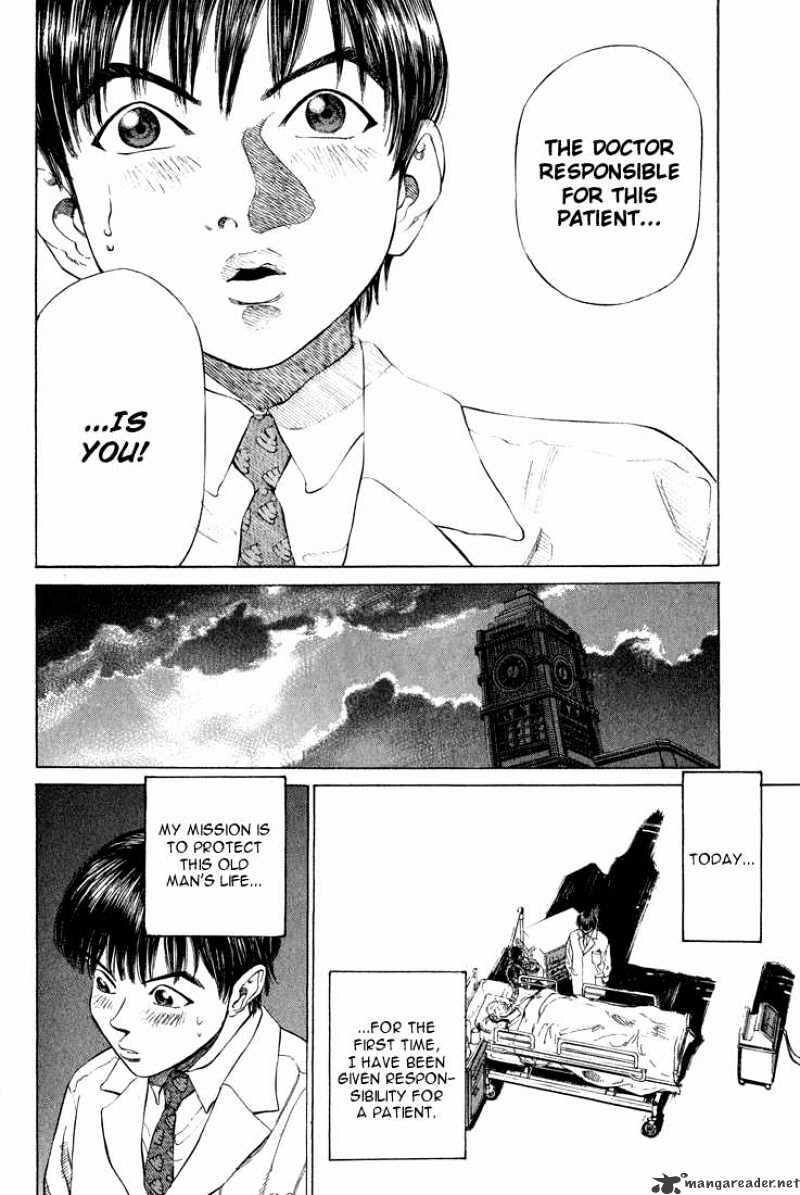 THE DOCTOR
RESPONSIBLE
FOR THIS
PATIENT...
...IS
YOU!
TODAY...
...FOR THE
FIRST TIME,
I HAVE BEEN
GIVEN RESPON-
SIBILITY FOR
A PATIENT.
MY MISSION IS
TO PROTECT
THIS OLD
MAN'S LIFE...
mangareader.net